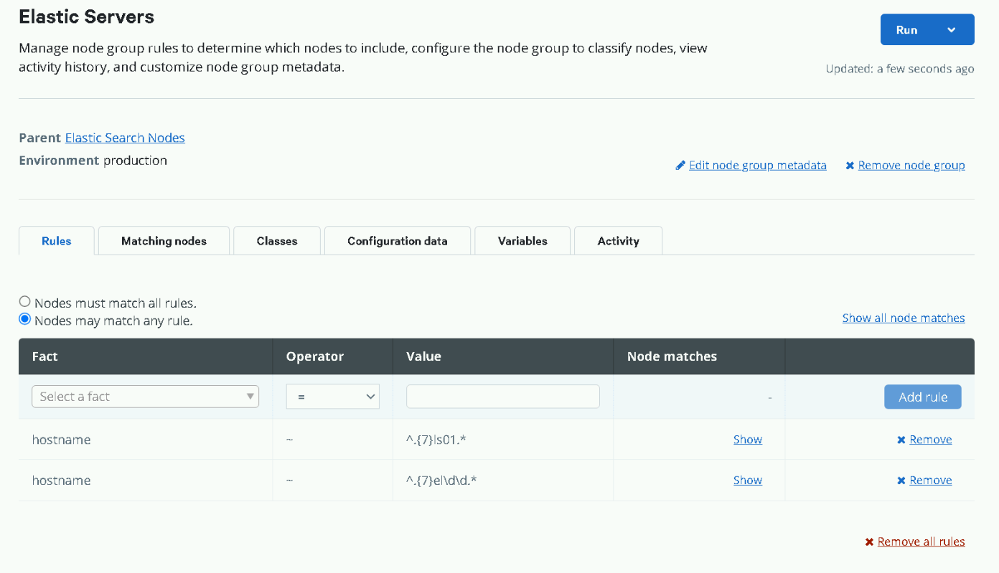 Elastic Servers
Run
Manage node group rules to determine which nodes to include, configure the node group to classify nodes, view
activity history, and customize node group metadata.
Updated: a few seconds ago
Parent Elastic Search Nodes
Environment production
Edit node group metadata
Remove node group
Rules
Matching nodes
Classes
Configuration data
Variables
Activity
Nodes must match all rules.
Nodes may match any rule.
Show all node matches
Fact Operator Value Node matches
Select a fact = - Add rule
hostname ~ ^.{7}ls01.* Show Remove
hostname ~ ^.{7}el\d\d.* Show Remove
Remove all rules